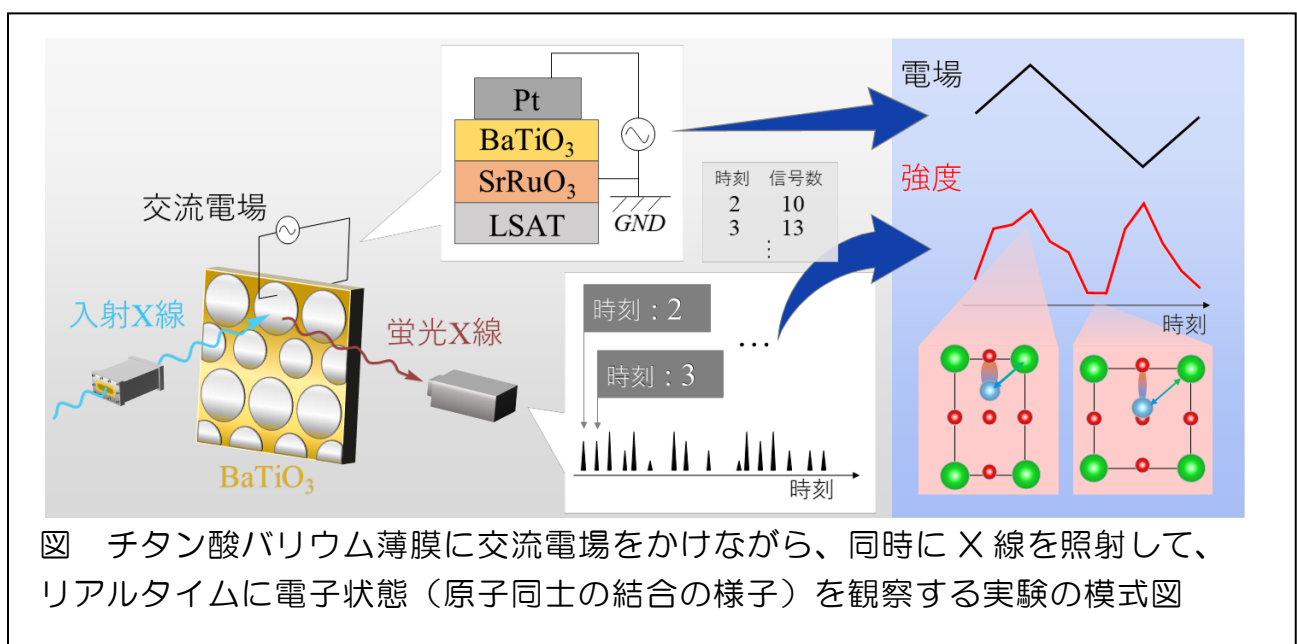 交流電場
入射X線
蛍光X線
BaTiO₃
Pt
BaTiO₃
SrRuO₃
LSAT
GND
時刻 信号数
2 10
3 13
⋮
時刻:2
時刻:3
…
時刻
電場
強度
時刻
図 チタン酸バリウム薄膜に交流電場をかけながら、同時に X 線を照射して、
リアルタイムに電子状態(原子同士の結合の様子)を観察する実験の模式図